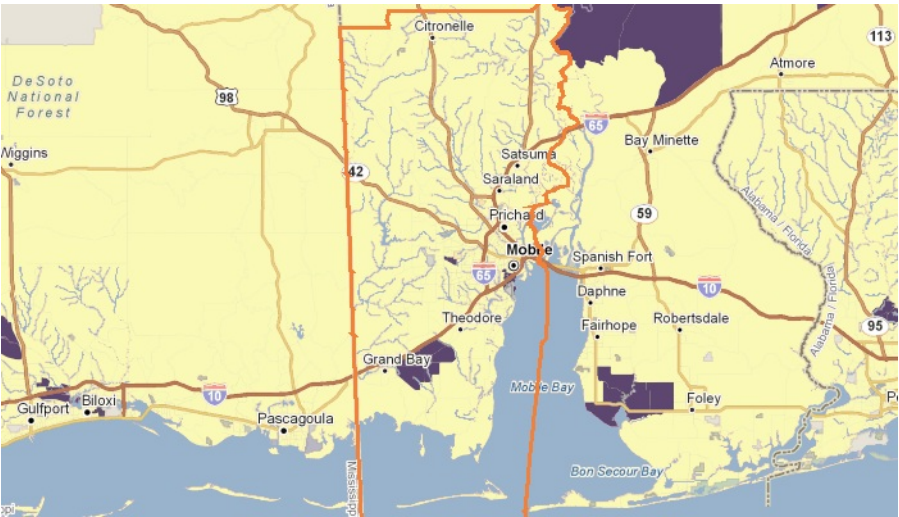 Citronelle
113
Atmore
DeSoto
National
Forest
98
65
Bay Minette
Wiggins
Satsuma
42
Saraland
Alabama / Florida
59
Prichard
Mobile
Spanish Fort
65
10
Daphne
Alabama / Florida
Theodore
Fairhope
Robertsdale
95
Grand Bay
10
Mobile Bay
Foley
Gulfport
Biloxi
Pascagoula
Bon Secour Bay